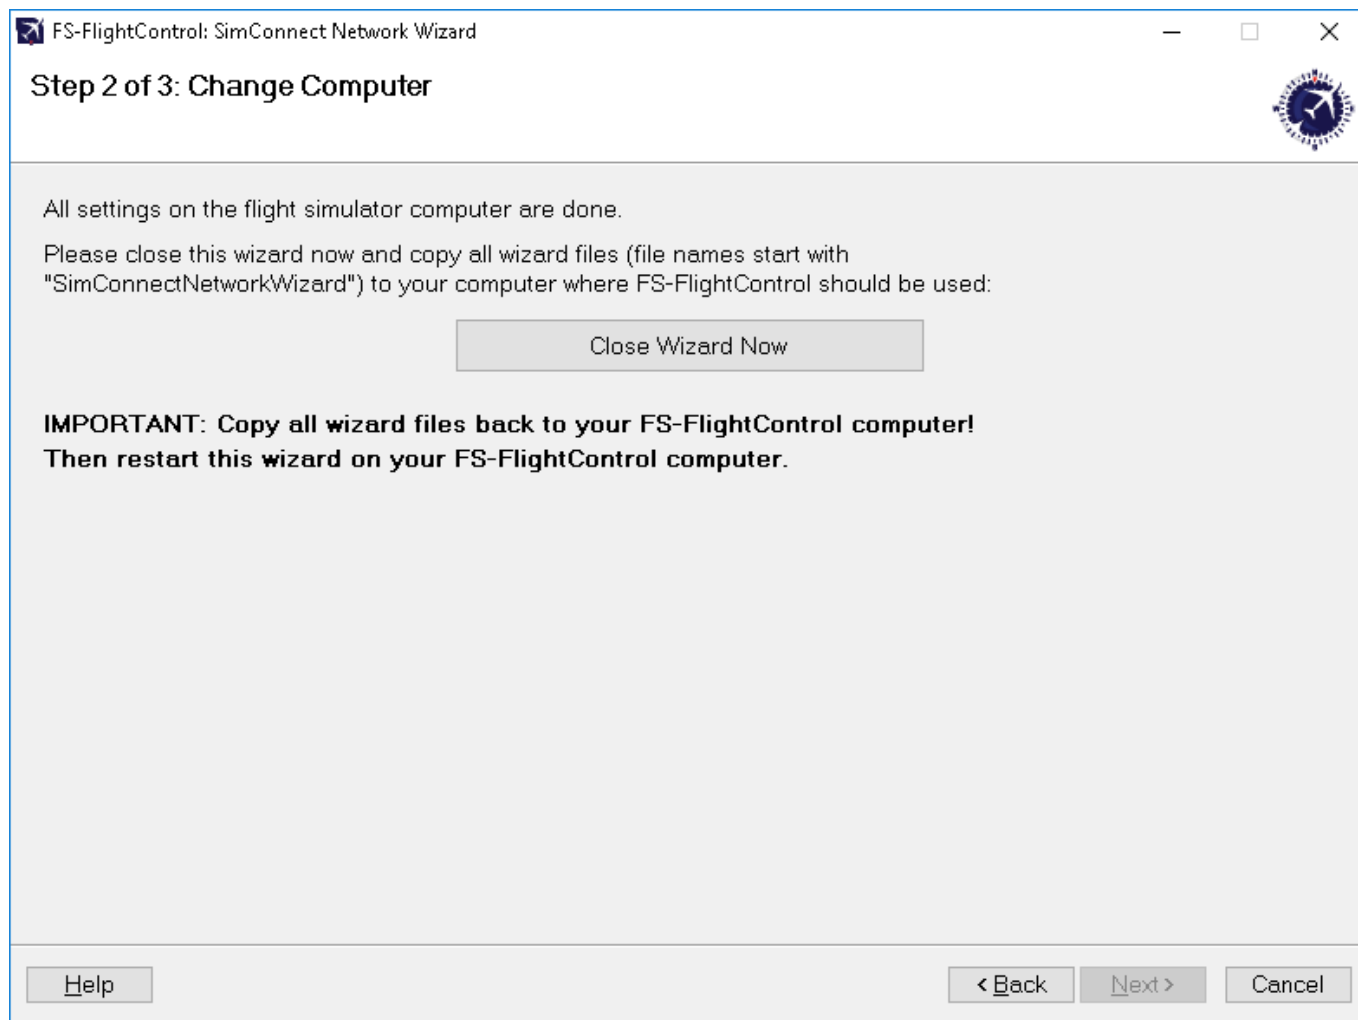 FS-FlightControl: SimConnect Network Wizard
Step 2 of 3: Change Computer
All settings on the flight simulator computer are done.
Please close this wizard now and copy all wizard files (file names start with
"SimConnectNetworkWizard") to your computer where FS-FlightControl should be used:
Close Wizard Now
IMPORTANT: Copy all wizard files back to your FS-FlightControl computer!
Then restart this wizard on your FS-FlightControl computer.
Help
< Back
Next >
Cancel